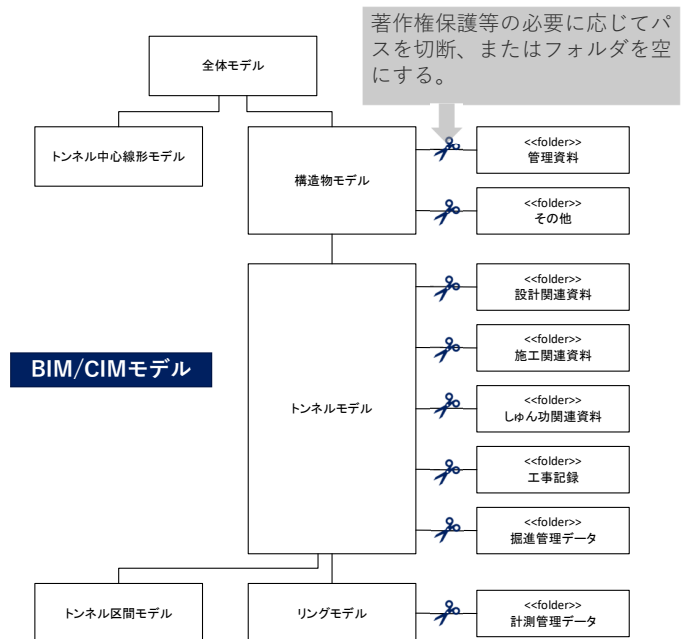 著作権保護等の必要に応じてパ
スを切断、またはフォルダを空
にする。
全体モデル
トンネル中心線形モデル
構造物モデル
<<folder>>
管理資料
<<folder>>
その他
<<folder>>
設計関連資料
<<folder>>
施工関連資料
BIM/CIMモデル
トンネルモデル
<<folder>>
しゅん功関連資料
<<folder>>
工事記録
<<folder>>
掘進管理データ
トンネル区間モデル
リングモデル
<<folder>>
計測管理データ